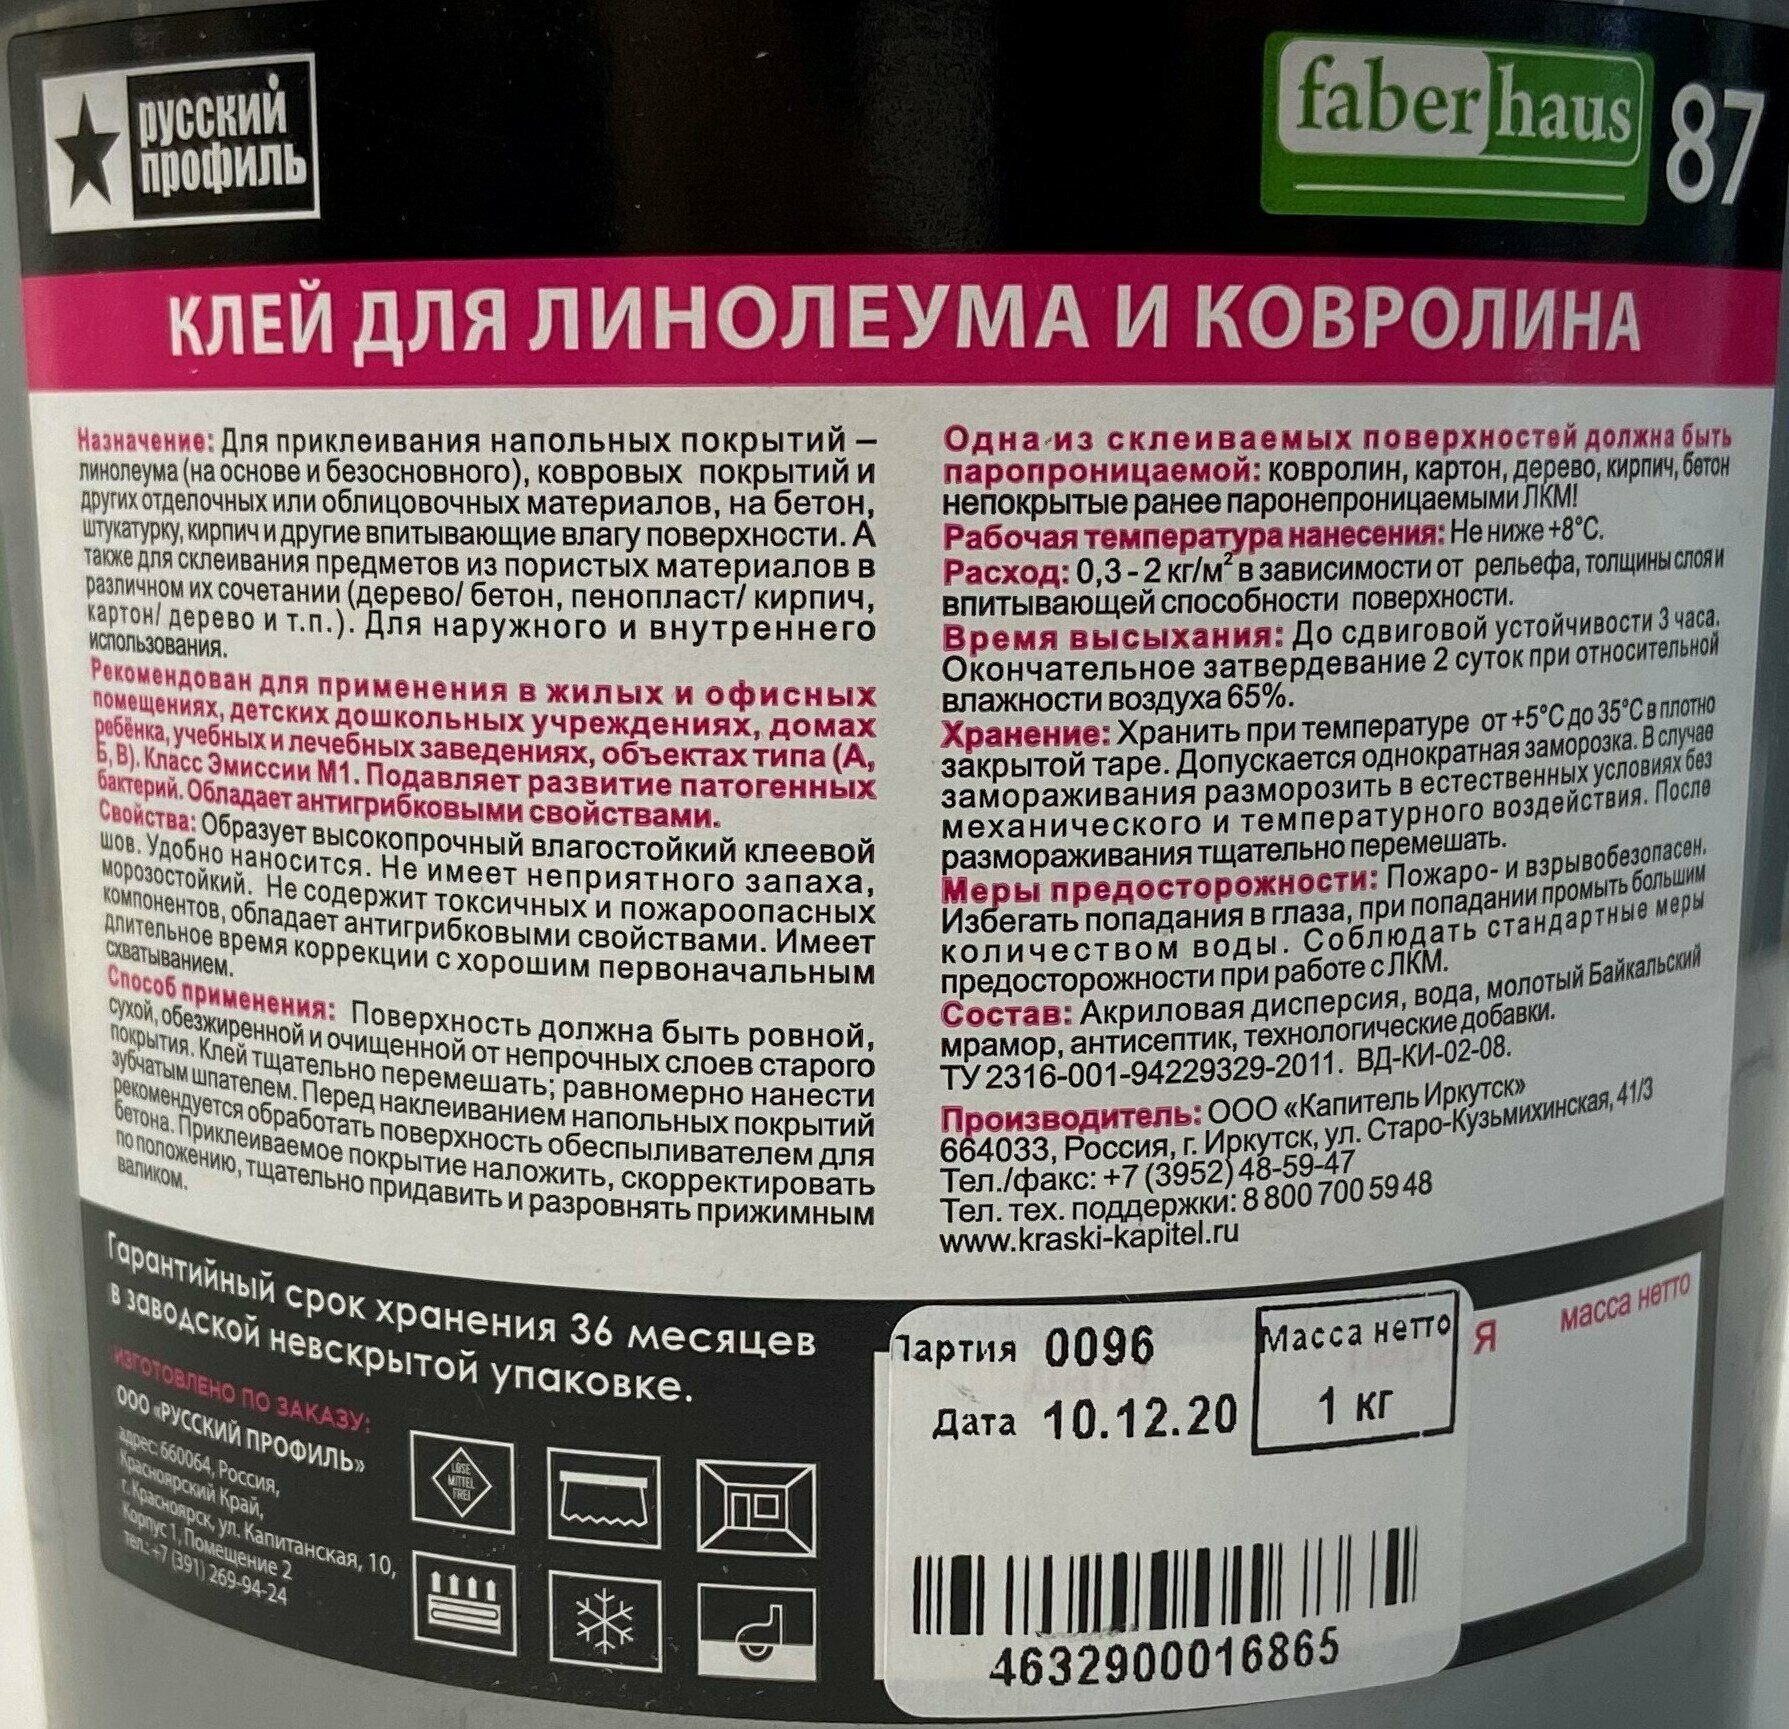 русский
профиль
faberhaus 87
КЛЕЙ ДЛЯ ЛИНОЛЕУМА И КОВРОЛИНА
Назначение: Для приклеивания напольных покрытий –
линолеума (на основе и безосновного), ковровых покрытий и
других отделочных или облицовочных материалов, на бетон,
штукатурку, кирпич и другие впитывающие влагу поверхности. А
также для склеивания предметов из пористых материалов в
различном их сочетании (дерево/ бетон, пенопласт/ кирпич,
картон/ дерево и т.п.). Для наружного и внутреннего
использования.
Рекомендован для применения в жилых и офисных
помещениях, детских дошкольных учреждениях, домах
ребёнка, учебных и лечебных заведениях, объектах типа (А,
Б, В). Класс Эмиссии М1. Подавляет развитие патогенных
бактерий. Обладает антигрибковыми свойствами.
Свойства: Образует высокопрочный влагостойкий клеевой
шов. Удобно наносится. Не имеет неприятного запаха,
морозостойкий. Не содержит токсичных и пожароопасных
компонентов, обладает антигрибковыми свойствами. Имеет
длительное время коррекции с хорошим первоначальным
схватыванием.
Способ применения: Поверхность должна быть ровной,
сухой, обезжиренной и очищенной от непрочных слоев старого
покрытия. Клей тщательно перемешать; равномерно нанести
зубчатым шпателем. Перед наклеиванием напольных покрытий
рекомендуется обработать поверхность обеспыливателем для
бетона. Приклеиваемое покрытие наложить, скорректировать
по положению, тщательно придавить и разровнять прижимным
валиком.
Одна из склеиваемых поверхностей должна быть
паропроницаемой: ковролин, картон, дерево, кирпич, бетон
непокрытые ранее паронепроницаемыми ЛКМ!
Рабочая температура нанесения: Не ниже +8°С.
Расход: 0,3 - 2 кг/м² в зависимости от рельефа, толщины слоя и
впитывающей способности поверхности.
Время высыхания: До сдвиговой устойчивости 3 часа.
Окончательное затвердевание 2 суток при относительной
влажности воздуха 65%.
Хранение: Хранить при температуре от +5°С до 35°С в плотно
закрытой таре. Допускается однократная заморозка. В случае
замораживания разморозить в естественных условиях без
механического и температурного воздействия. После
размораживания тщательно перемешать.
Меры предосторожности: Пожаро- и взрывобезопасен.
Избегать попадания в глаза, при попадании промыть большим
количеством воды. Соблюдать стандартные меры
предосторожности при работе с ЛКМ.
Состав: Акриловая дисперсия, вода, молотый Байкальский
мрамор, антисептик, технологические добавки.
ТУ 2316-001-94229329-2011. ВД-КИ-02-08.
Производитель: ООО «Капитель Иркутск»
664033, Россия, г. Иркутск, ул. Старо-Кузьмихинская, 41/3
Тел./факс: +7 (3952) 48-59-47
Тел. тех. поддержки: 8 800 700 59 48
www.kraski-kapitel.ru
Гарантийный срок хранения 36 месяцев
в заводской невскрытой упаковке.
ИЗГОТОВЛЕНО ПО ЗАКАЗУ:
ООО «РУССКИЙ ПРОФИЛЬ»
адрес: 660064, Россия,
Красноярский Край,
г. Красноярск, ул. Капитанская, 10,
Корпус 1, Помещение 2
тел.: +7 (391) 269-94-24
LÖSE
MITTEL
FREI
Партия 0096
Дата 10.12.20
Масса нетто
1 кг
я
масса нетто
4632900016865